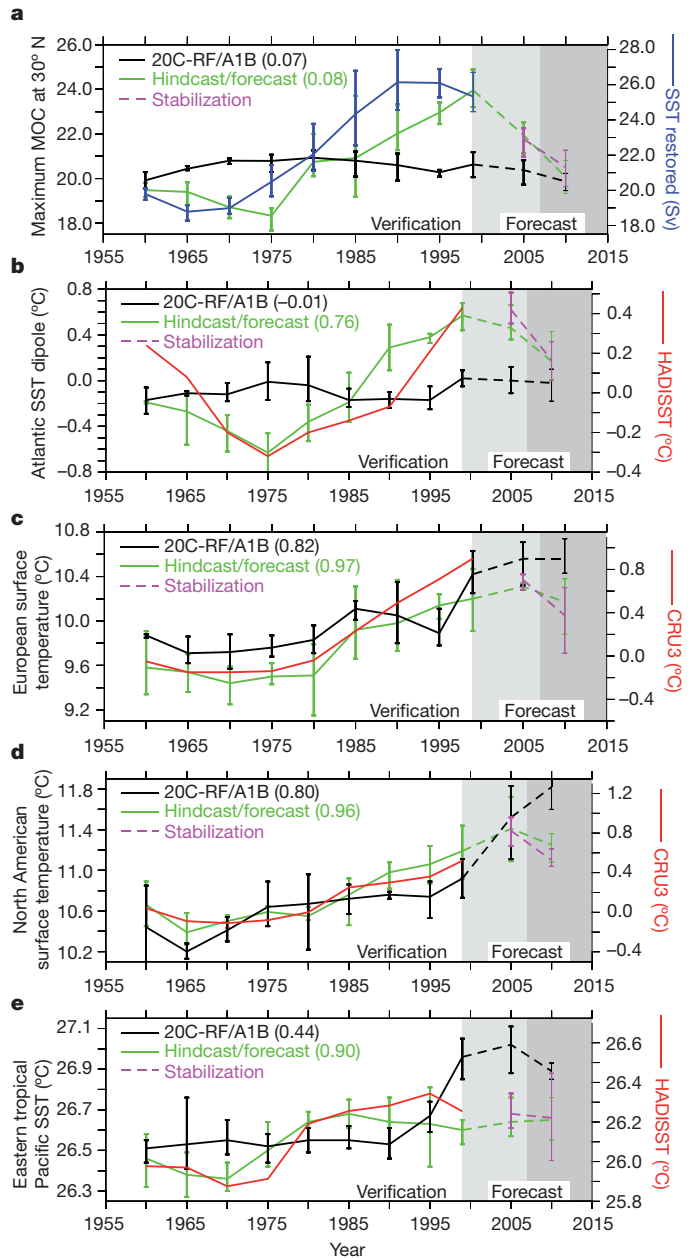 a
26.0
24.0
22.0
20.0
18.0
Maximum MOC at 30° N
20C-RF/A1B (0.07)
Hindcast/forecast (0.08)
Stabilization
28.0
26.0
24.0
22.0
20.0
18.0
SST restored (Sv)
Verification
Forecast
1955 1965 1975 1985 1995 2005 2015
b
0.8
0.4
0.0
−0.4
−0.8
Atlantic SST dipole (°C)
20C-RF/A1B (−0.01)
Hindcast/forecast (0.76)
Stabilization
0.4
0.2
0.0
−0.2
−0.4
HADISST (°C)
Verification
Forecast
1955 1965 1975 1985 1995 2005 2015
c
10.8
10.4
10.0
9.6
9.2
European surface
temperature (°C)
20C-RF/A1B (0.82)
Hindcast/forecast (0.97)
Stabilization
0.8
0.4
0.0
−0.4
CRU3 (°C)
Verification
Forecast
1955 1965 1975 1985 1995 2005 2015
d
11.8
11.4
11.0
10.6
10.2
North American
surface temperature (°C)
20C-RF/A1B (0.80)
Hindcast/forecast (0.96)
Stabilization
1.2
0.8
0.4
0.0
−0.4
CRU3 (°C)
Verification
Forecast
1955 1965 1975 1985 1995 2005 2015
e
27.1
26.9
26.7
26.5
26.3
Eastern tropical
Pacific SST (°C)
20C-RF/A1B (0.44)
Hindcast/forecast (0.90)
Stabilization
26.6
26.4
26.2
26.0
25.8
HADISST (°C)
Verification
Forecast
1955 1965 1975 1985 1995 2005 2015
Year